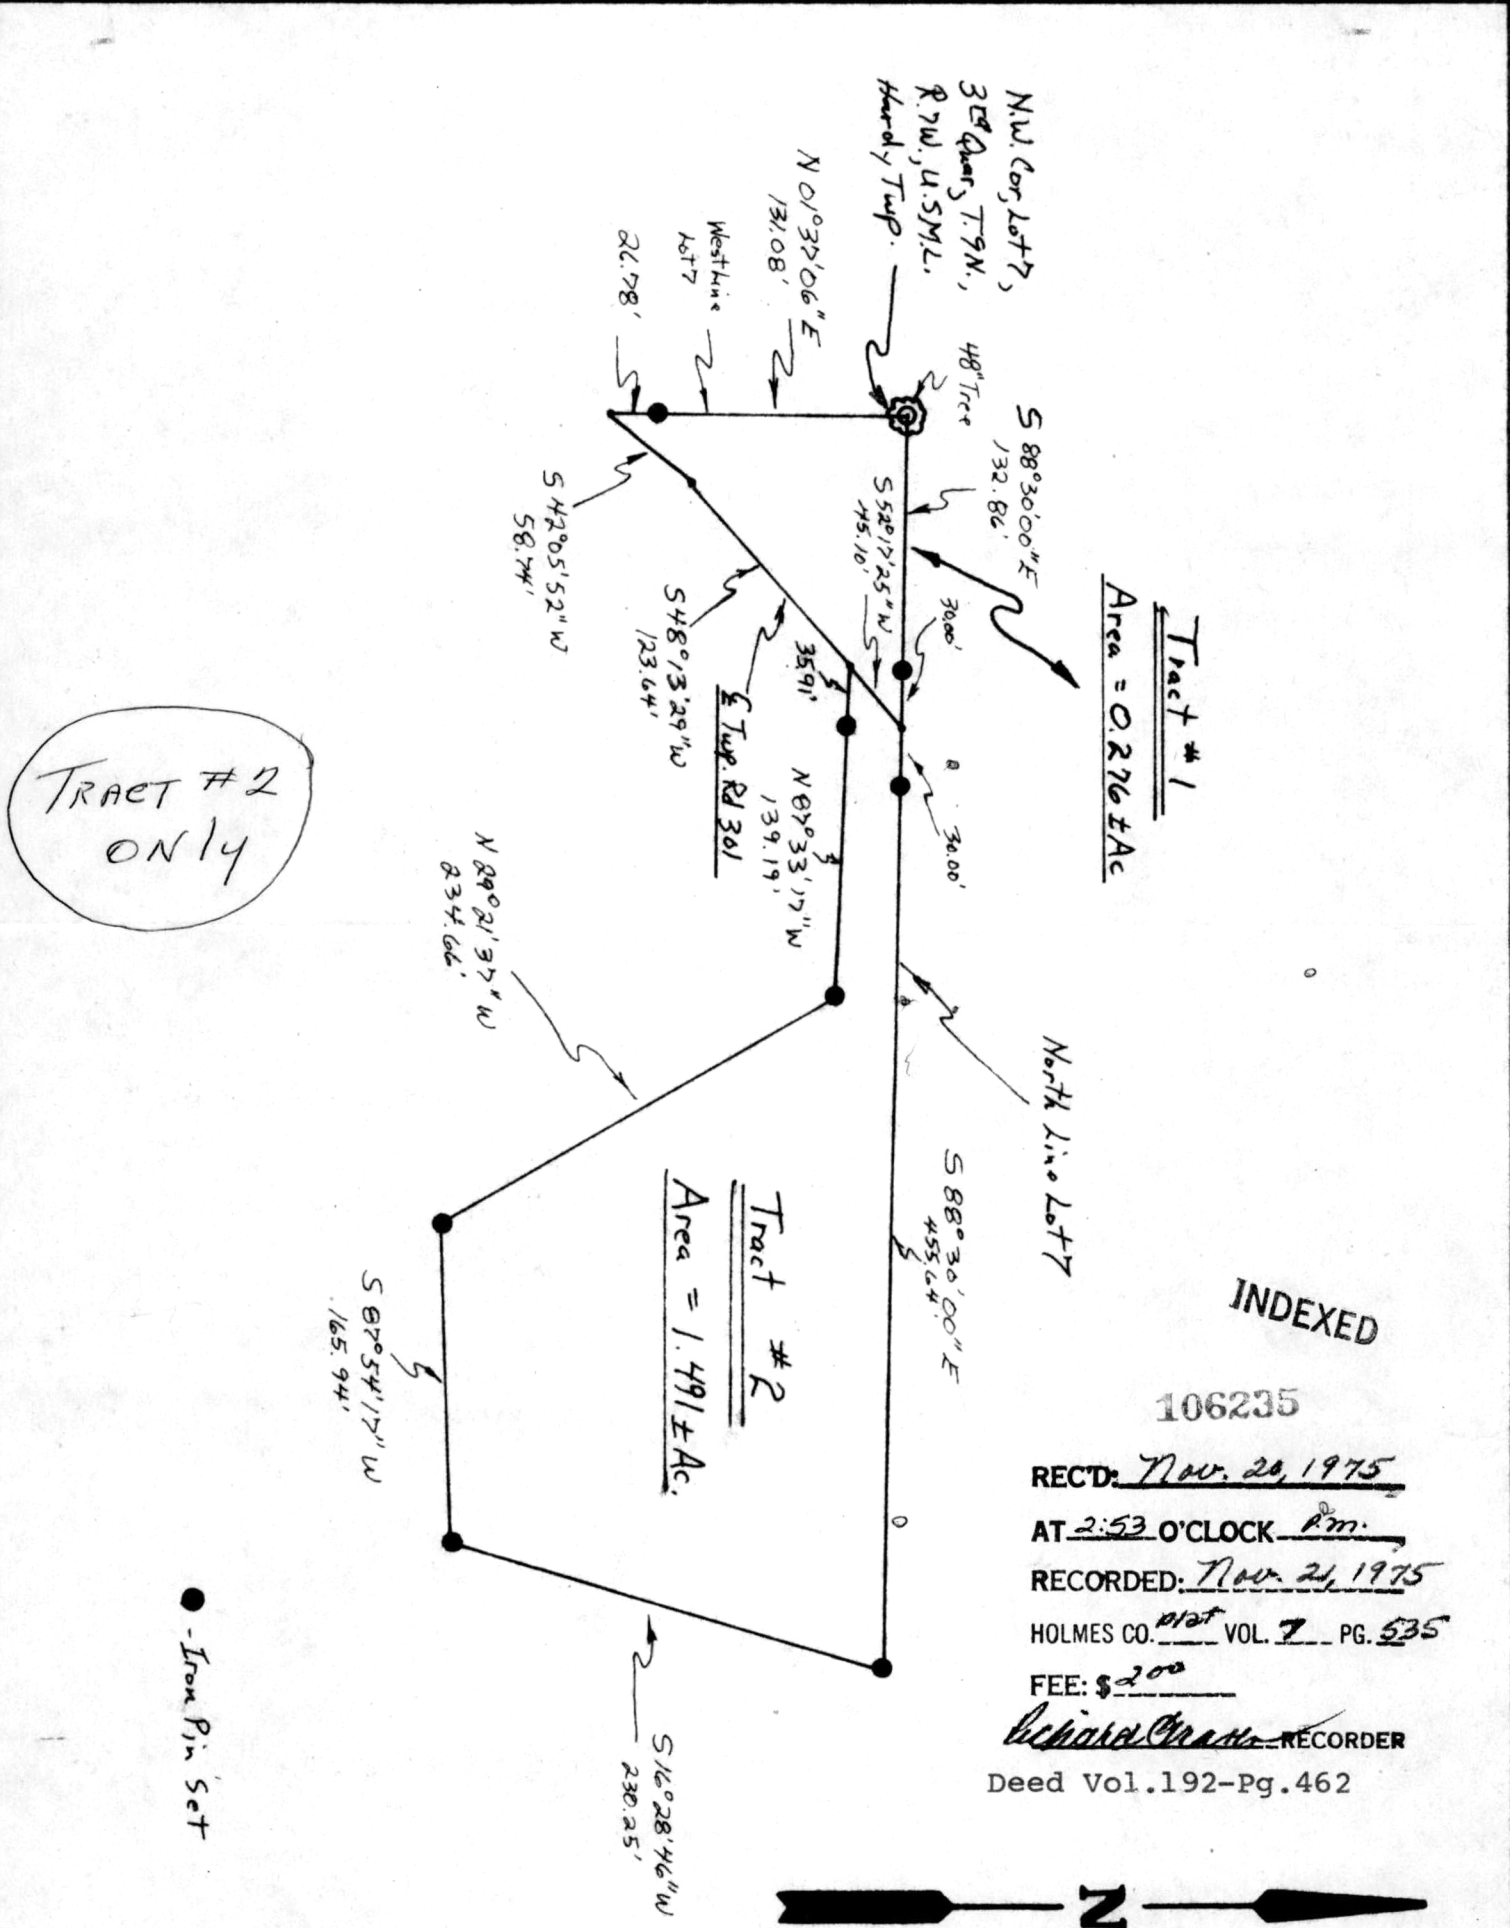 N.W. Cor, Lot 7,
3rd Quar, T.9N.,
R.7W., U.S.M.L.
Hardy Twp.
48" Tree
S 88°30'00" E
132.86'
N 01°37'06" E
131.08'
West Line
Lot 7
26.78'
S 42°05'52" W
58.74'
S 52°17'25" W
45.10'
30.00'
Tract #1
Area = 0.276 ± Ac
S 48°13'29" W
123.64'
35.91'
℄ Twp. Rd 301
30.00'
N 87°33'17" W
139.19'
TRACT #2
ONLY
N 29°21'37" W
234.66'
North Line Lot 7
S 88°30'00" E
455.64'
Tract #2
Area = 1.491 ± Ac.
S 87°54'17" W
165.94'
S 16°28'46" W
230.25'
- Iron Pin Set
INDEXED
106235
REC'D: Nov. 20, 1975
AT 2:53 O'CLOCK P.m.
RECORDED: Nov. 21, 1975
HOLMES CO. plat VOL. 7 PG. 535
FEE: $ 2.00
Richard Graven RECORDER
Deed Vol.192-Pg.462
N